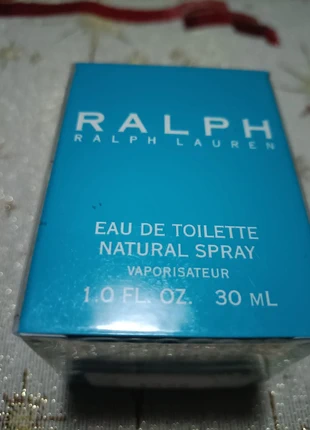 RALPH
RALPH LAUREN
EAU DE TOILETTE
NATURAL SPRAY
VAPORISATEUR
1.0 FL. OZ. 30 ML